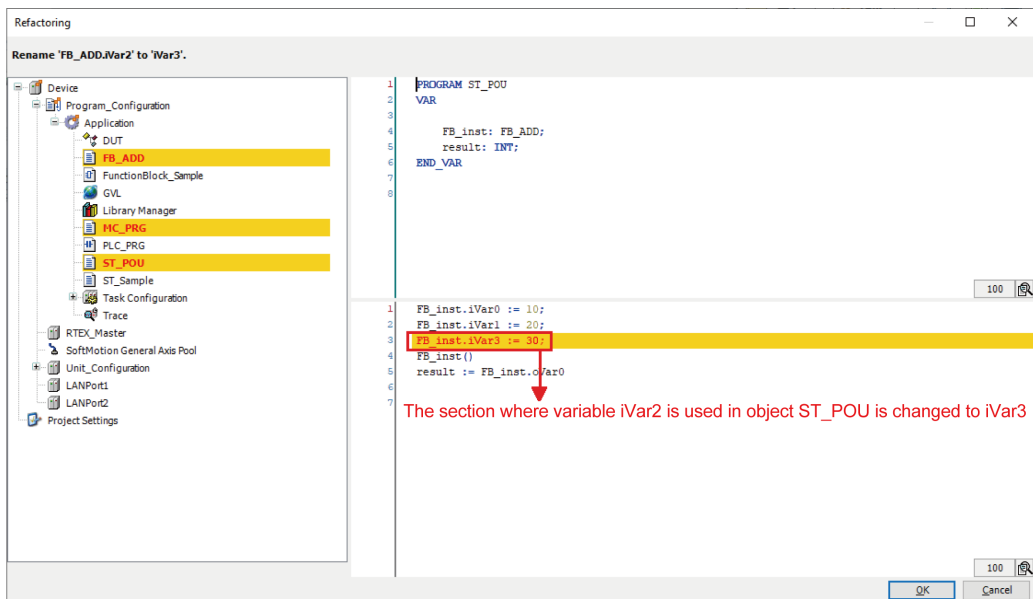 Refactoring
Rename 'FB_ADD.iVar2' to 'iVar3'.
Device
Program_Configuration
Application
DUT
FB_ADD
FunctionBlock_Sample
GVL
Library Manager
MC_PRG
PLC_PRG
ST_POU
ST_Sample
Task Configuration
Trace
RTEX_Master
SoftMotion General Axis Pool
Unit_Configuration
LANPort1
LANPort2
Project Settings
1 PROGRAM ST_POU
2 VAR
3
4 FB_inst: FB_ADD;
5 result: INT;
6 END_VAR
7
8
100
1 FB_inst.iVar0 := 10;
2 FB_inst.iVar1 := 20;
3 FB_inst.iVar3 := 30;
4 FB_inst()
5 result := FB_inst.oVar0
6
7
The section where variable iVar2 is used in object ST_POU is changed to iVar3
100
OK Cancel